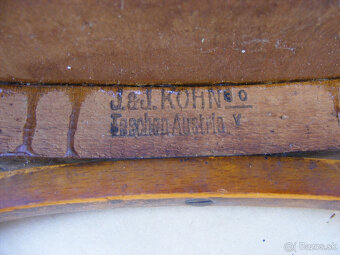 J.&J. KOHN
Teschen Austria.
© Bazos.sk